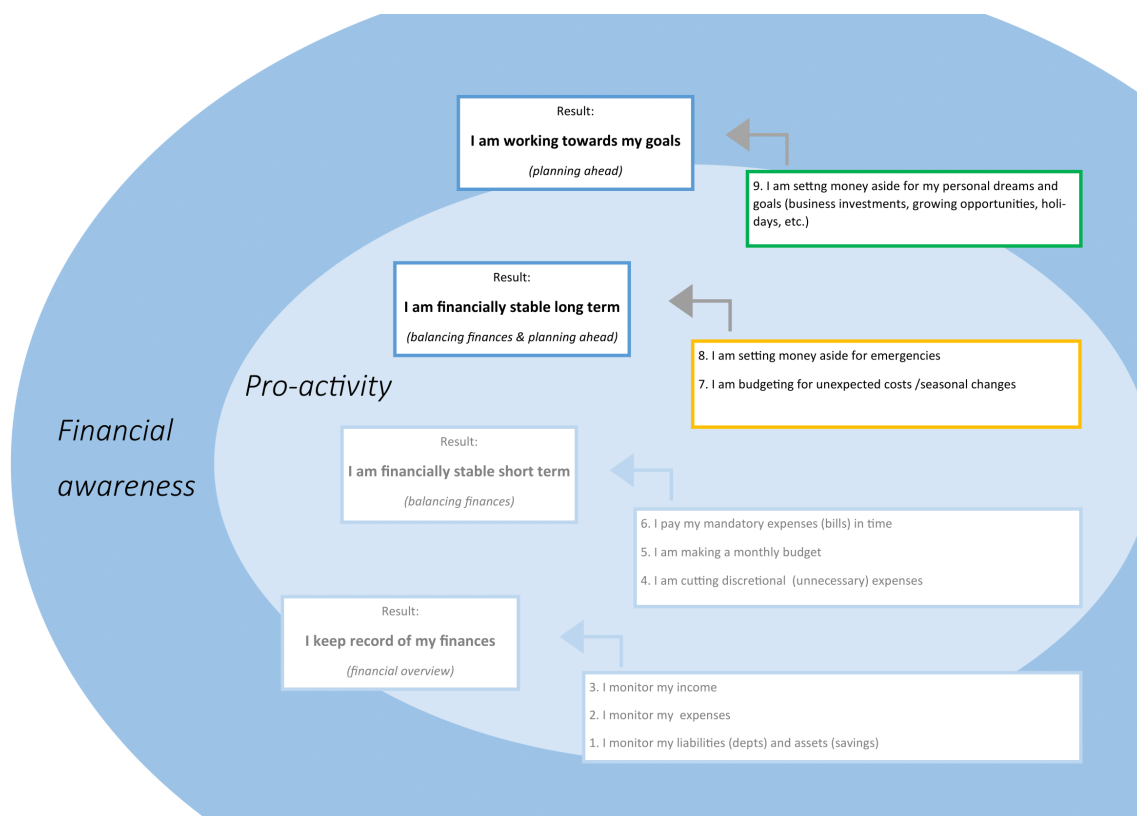 Result:
I am working towards my goals
(planning ahead)
9. I am settng money aside for my personal dreams and
goals (business investments, growing opportunities, holi-
days, etc.)
Result:
I am financially stable long term
(balancing finances & planning ahead)
8. I am setting money aside for emergencies
7. I am budgeting for unexpected costs /seasonal changes
Pro-activity
Financial
awareness
Result:
I am financially stable short term
(balancing finances)
6. I pay my mandatory expenses (bills) in time
5. I am making a monthly budget
4. I am cutting discretional  (unnecessary) expenses
Result:
I keep record of my finances
(financial overview)
3. I monitor my income
2. I monitor my  expenses
1. I monitor my liabilities (depts) and assets (savings)